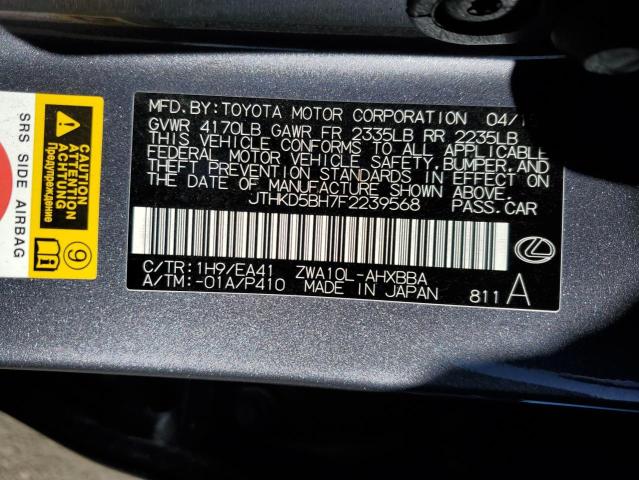 MFD.BY:TOYOTA MOTOR CORPORATION 04/15
GVWR 4170LB GAWR FR 2335LB RR 2235LB
THIS VEHICLE CONFORMS TO ALL APPLICABLE
FEDERAL MOTOR VEHICLE SAFETY,BUMPER,AND
THEFT PREVENTION STANDARDS IN EFFECT ON
THE DATE OF MANUFACTURE SHOWN ABOVE.
JTHKD5BH7F2239568 PASS.CAR
C/TR:1H9/EA41 ZWA10L-AHXBBA
A/TM:-01A/P410 MADE IN JAPAN 811 A
SRS SIDE AIRBAG
CAUTION
ATTENTION
ACHTUNG
Предупреждение
9